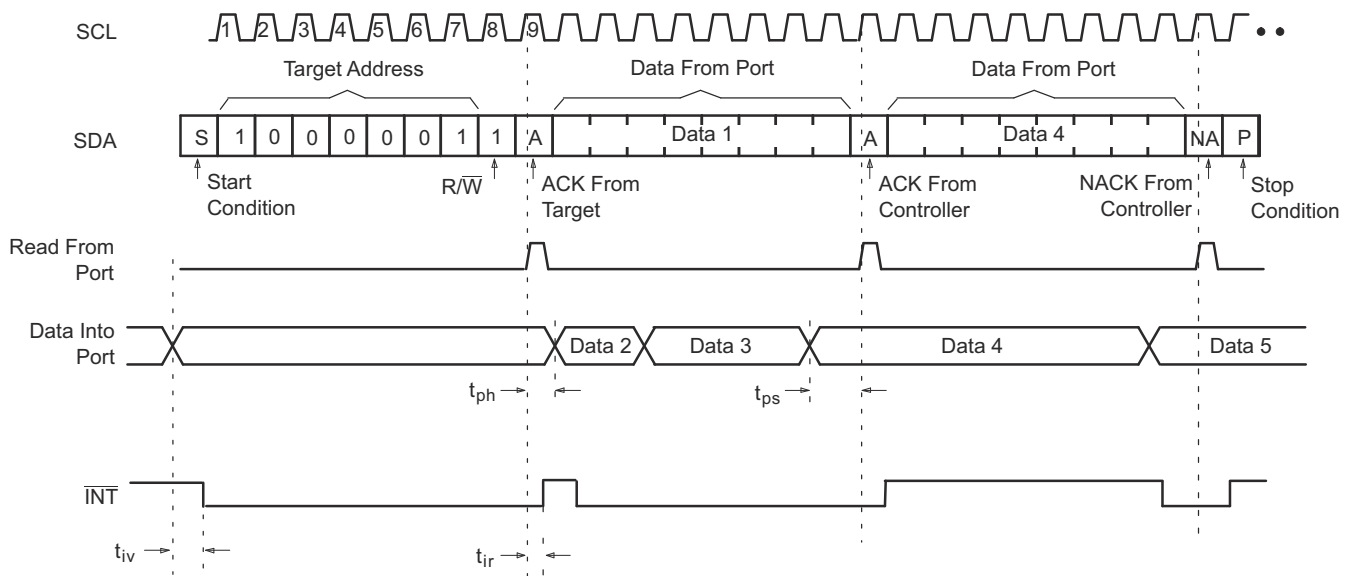 SCL
1 2 3 4 5 6 7 8 9
Target Address
Data From Port
Data From Port
SDA
S 1 0 0 0 0 0 1 1 A Data 1 A Data 4 NA P
Start
Condition
R/W̅
ACK From
Target
ACK From
Controller
NACK From
Controller
Stop
Condition
Read From
Port
Data Into
Port
Data 2 Data 3 Data 4 Data 5
tph
tps
I̅N̅T̅
tiv
tir